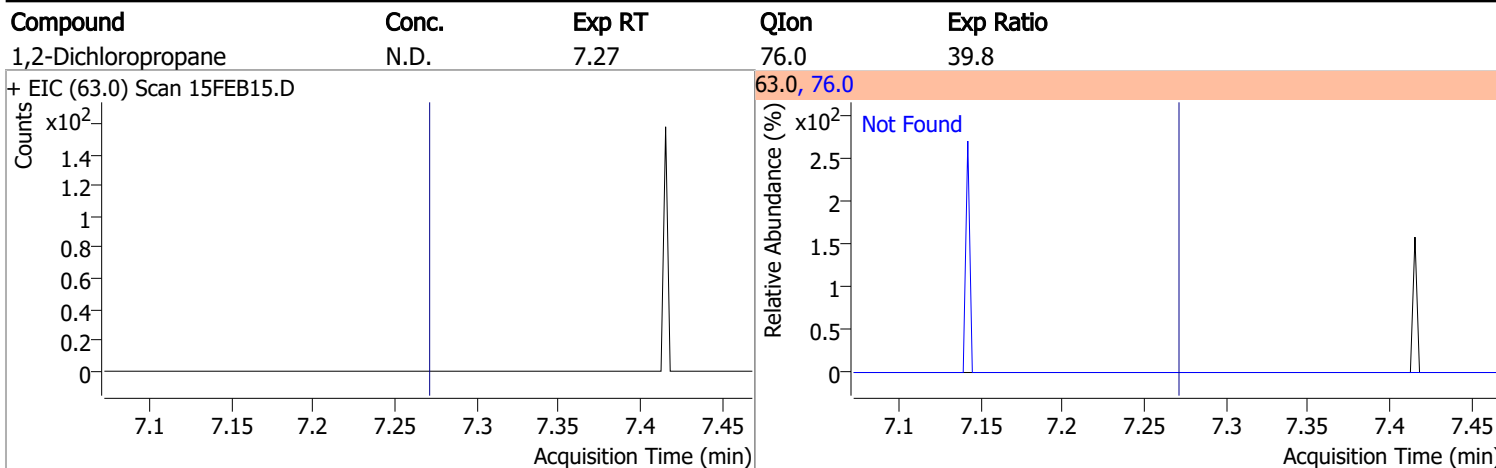 Compound Conc. Exp RT QIon Exp Ratio
1,2-Dichloropropane N.D. 7.27 76.0 39.8
+ EIC (63.0) Scan 15FEB15.D
Counts
x102
1.4
1.2
1
0.8
0.6
0.4
0.2
0
7.1 7.15 7.2 7.25 7.3 7.35 7.4 7.45
Acquisition Time (min)
63.0, 76.0
Relative Abundance (%)
x102
Not Found
2.5
2
1.5
1
0.5
0
7.1 7.15 7.2 7.25 7.3 7.35 7.4 7.45
Acquisition Time (min)